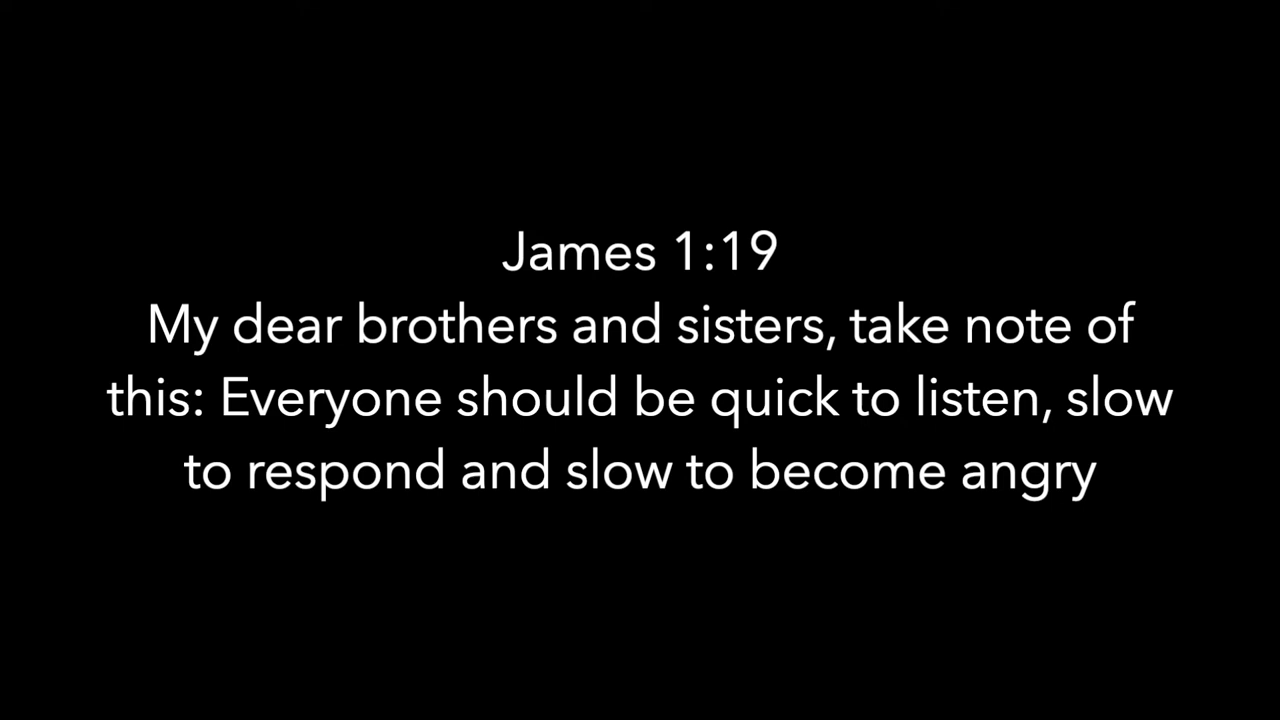 James 1:19
My dear brothers and sisters, take note of
this: Everyone should be quick to listen, slow
to respond and slow to become angry